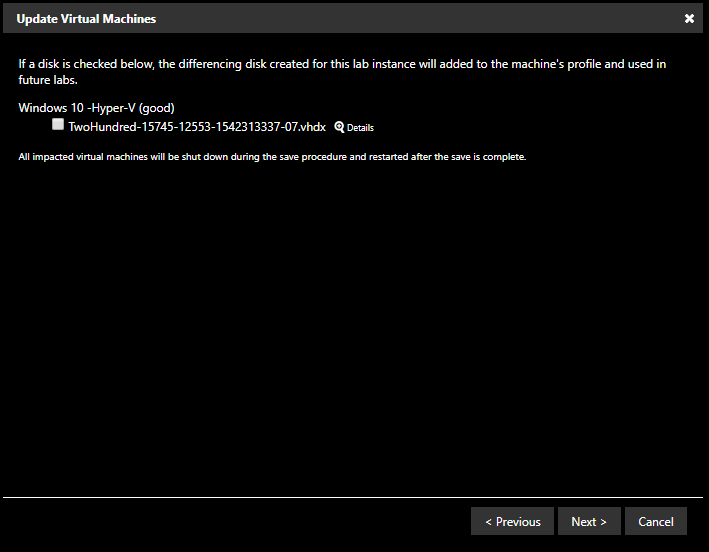 Update Virtual Machines
If a disk is checked below, the differencing disk created for this lab instance will added to the machine's profile and used in
future labs.
Windows 10 -Hyper-V (good)
TwoHundred-15745-12553-1542313337-07.vhdx Details
All impacted virtual machines will be shut down during the save procedure and restarted after the save is complete.
< Previous Next > Cancel